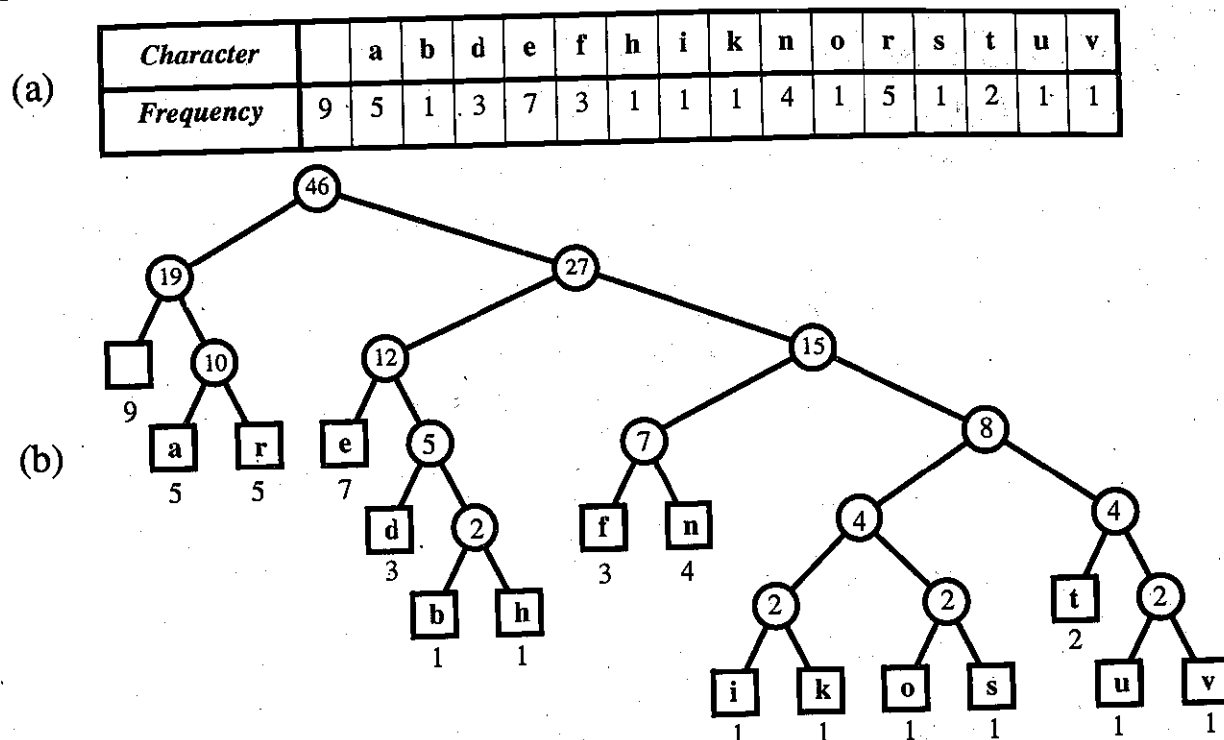 (a)
Character a b d e f h i k n o r s t u v
Frequency 9 5 1 3 7 3 1 1 1 4 1 5 1 2 1 1
46
19 27
12 15
10
9 5 7 8
a r e
(b)
5 5 7
d 2 f n 4 4
3 3 4
b h 2 2 t 2
1 1 2
i k o s u v
1 1 1 1 1 1